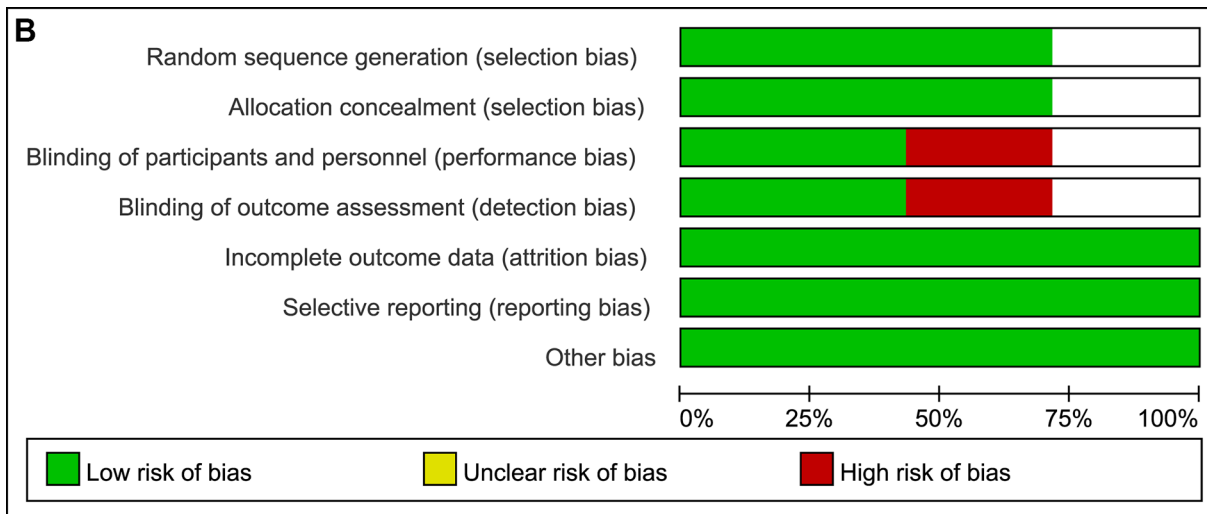 B
Random sequence generation (selection bias)
Allocation concealment (selection bias)
Blinding of participants and personnel (performance bias)
Blinding of outcome assessment (detection bias)
Incomplete outcome data (attrition bias)
Selective reporting (reporting bias)
Other bias
0% 25% 50% 75% 100%
Low risk of bias Unclear risk of bias High risk of bias